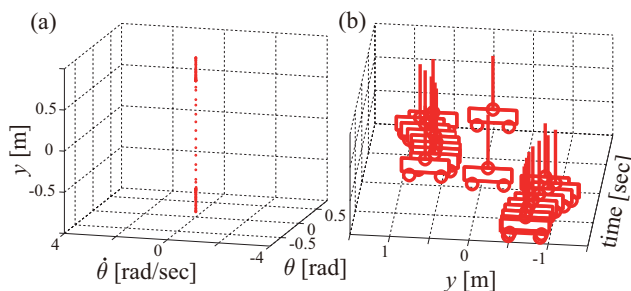 (a)
0.5
0
-0.5
y [m]
4
0
-4
θ̇ [rad/sec]
-0.5
0
0.5
θ [rad]
(b)
1
0
-1
y [m]
time [sec]